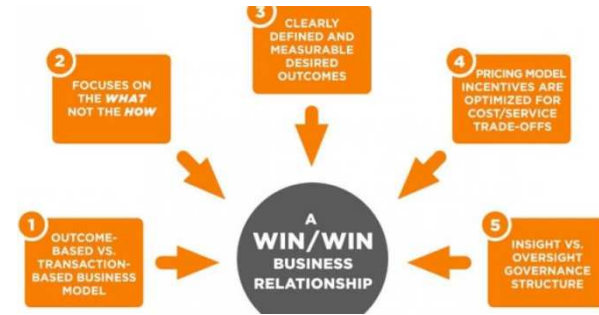 1
OUTCOME-
BASED VS.
TRANSACTION-
BASED BUSINESS
MODEL
2
FOCUSES ON
THE WHAT
NOT THE HOW
3
CLEARLY
DEFINED AND
MEASURABLE
DESIRED
OUTCOMES
4
PRICING MODEL
INCENTIVES ARE
OPTIMIZED FOR
COST/SERVICE
TRADE-OFFS
5
INSIGHT VS.
OVERSIGHT
GOVERNANCE
STRUCTURE
A
WIN/WIN
BUSINESS
RELATIONSHIP